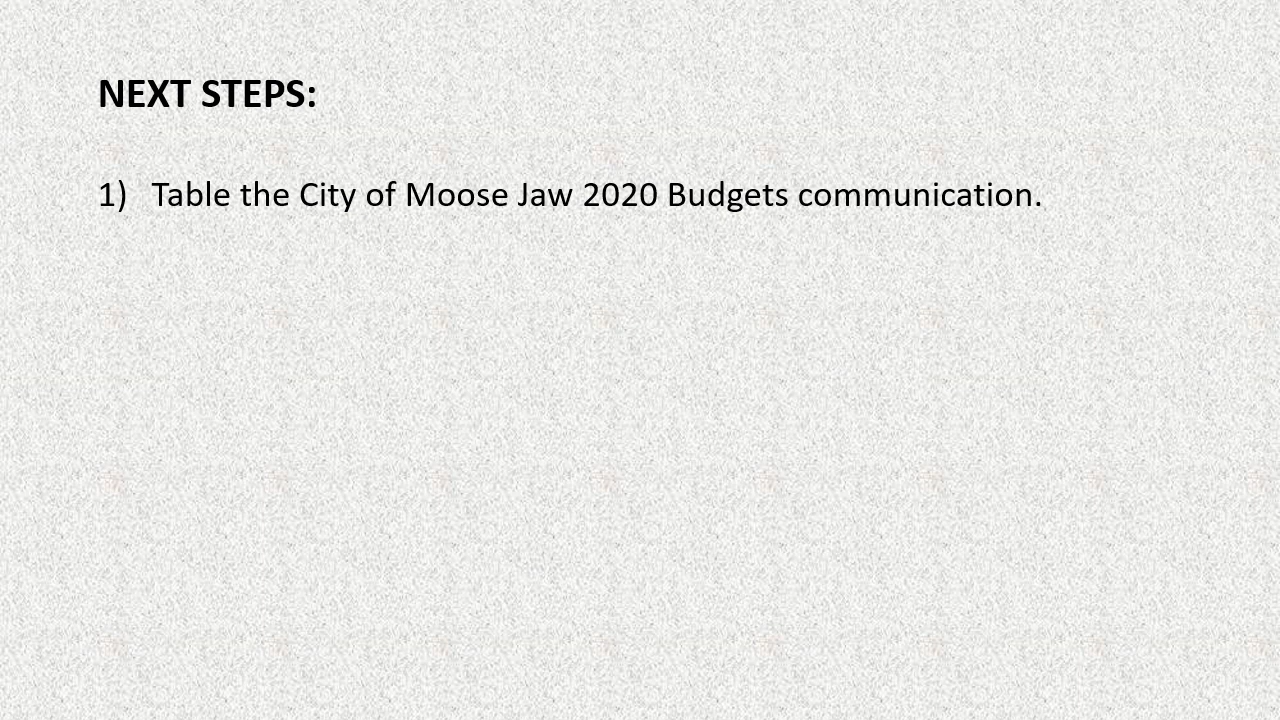 NEXT STEPS:
1) Table the City of Moose Jaw 2020 Budgets communication.